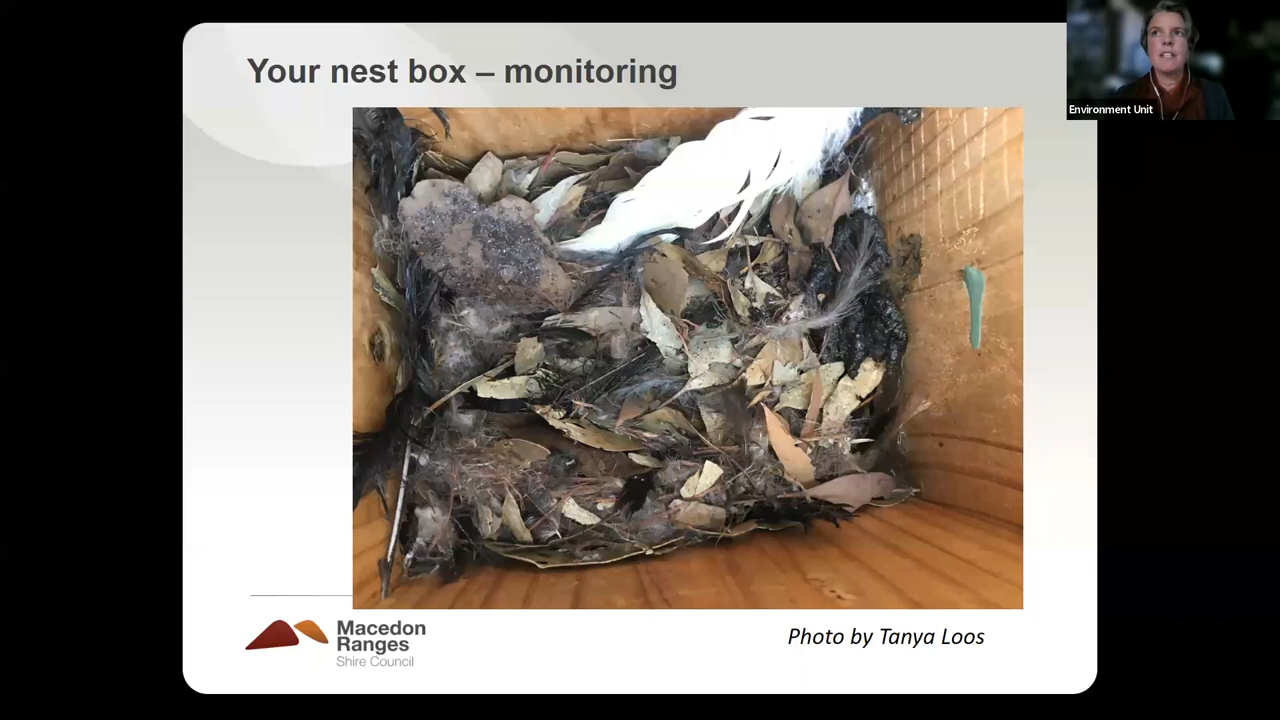 Your nest box – monitoring
Environment Unit
Macedon
Ranges
Shire Council
Photo by Tanya Loos